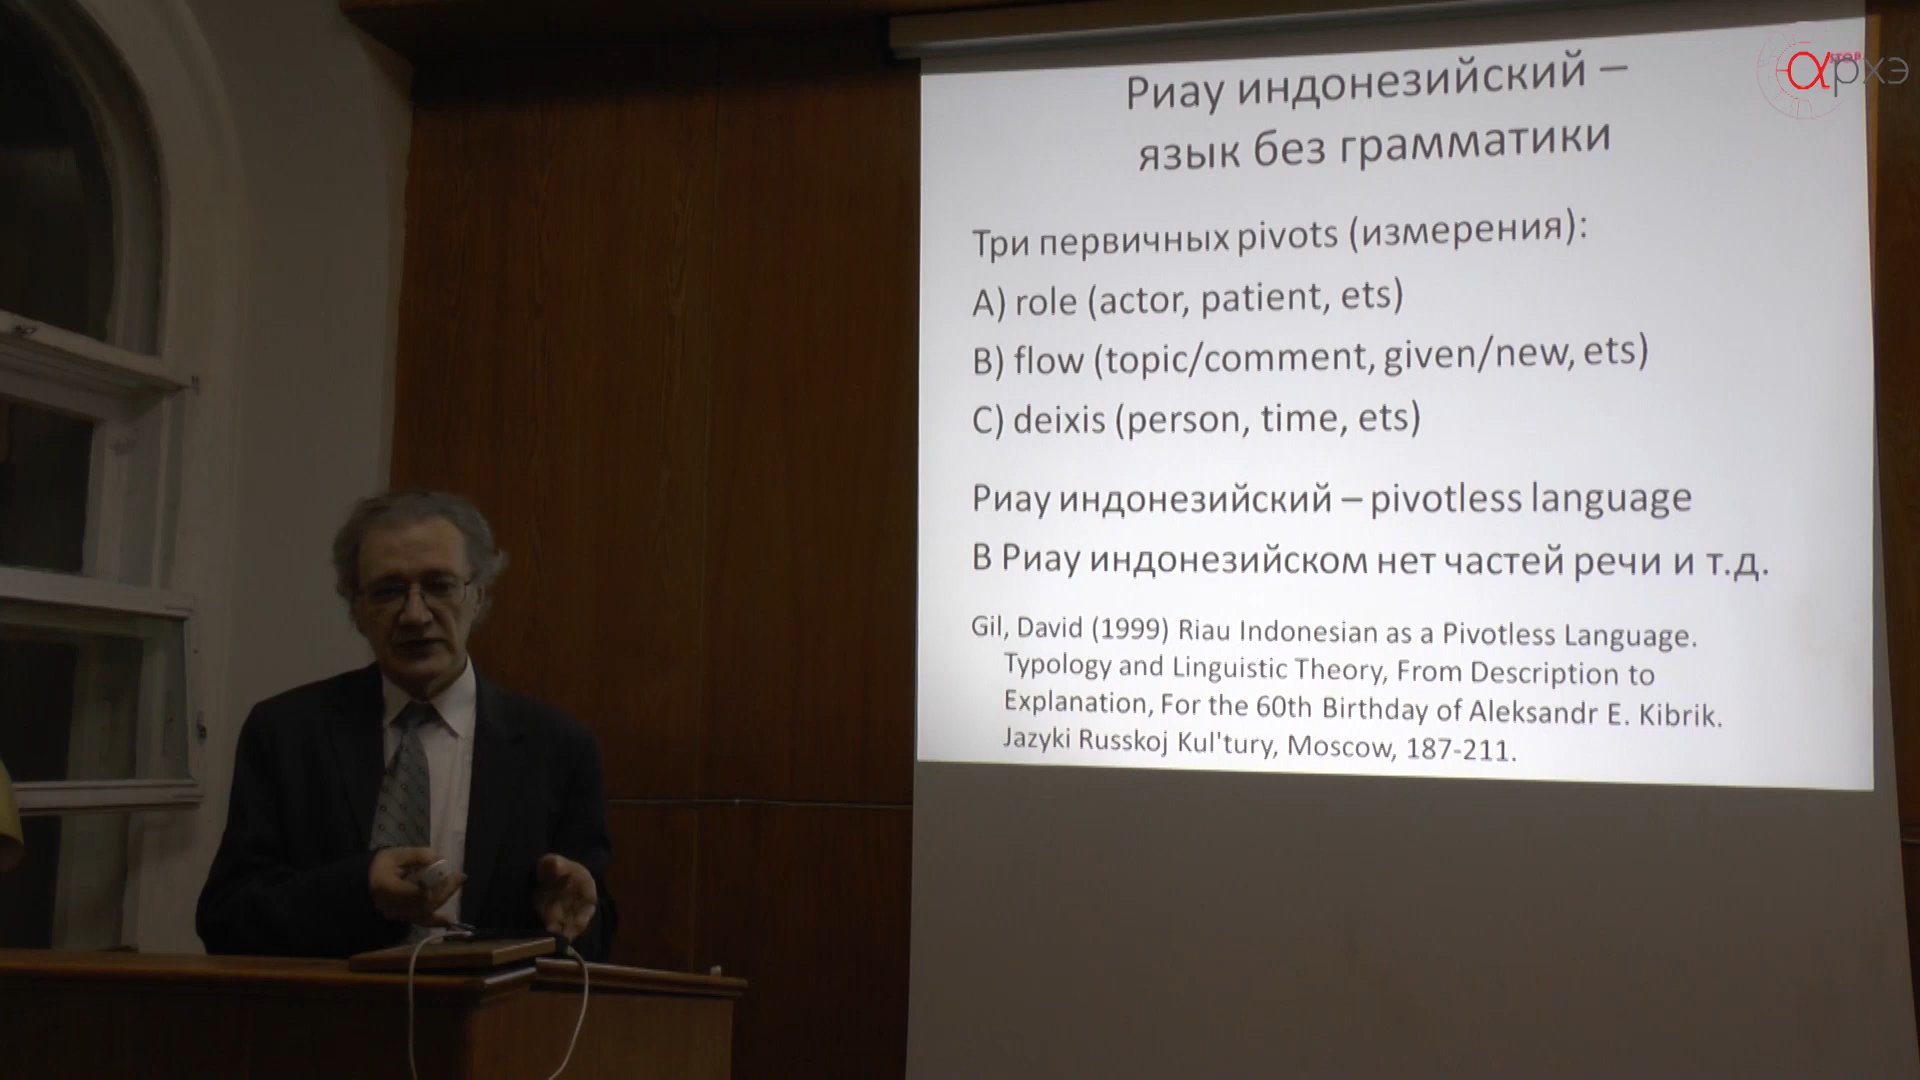 Риау индонезийский –
язык без грамматики
Три первичных pivots (измерения):
A) role (actor, patient, ets)
B) flow (topic/comment, given/new, ets)
C) deixis (person, time, ets)
Риау индонезийский – pivotless language
В Риау индонезийском нет частей речи и т.д.
Gil, David (1999) Riau Indonesian as a Pivotless Language.
Typology and Linguistic Theory, From Description to
Explanation, For the 60th Birthday of Aleksandr E. Kibrik.
Jazyki Russkoj Kul'tury, Moscow, 187-211.
STOP
αρхэ